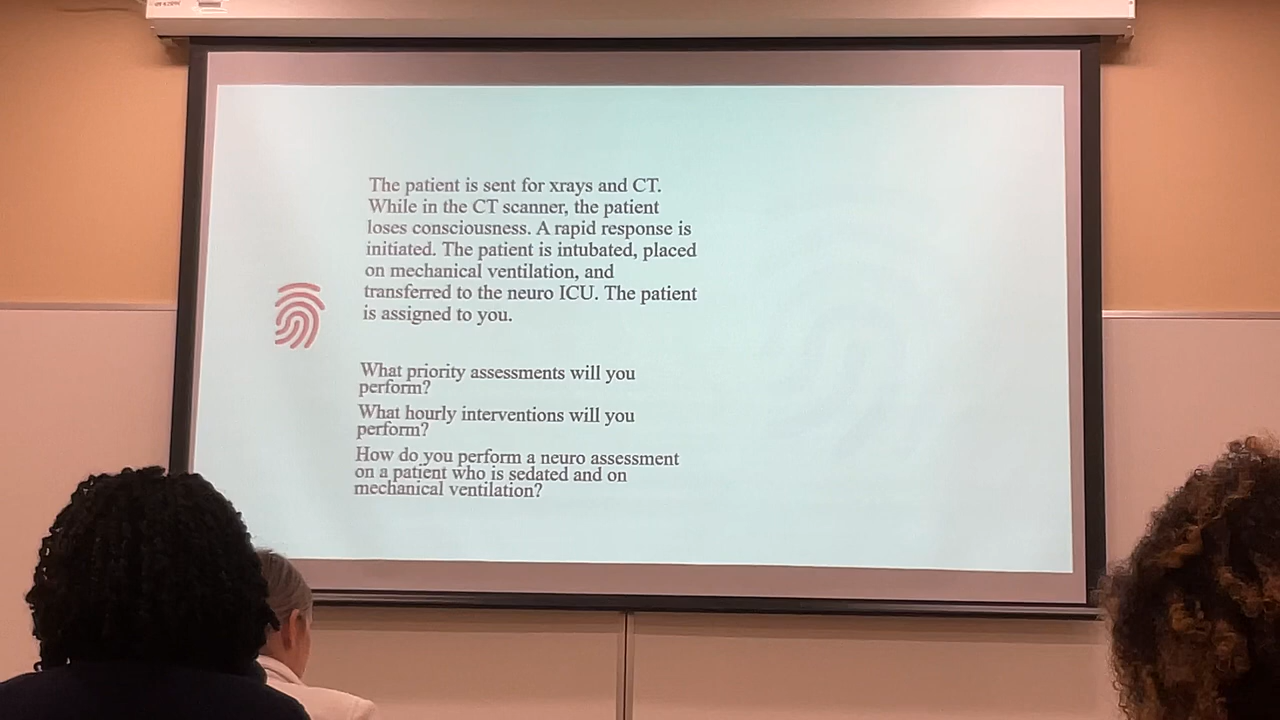 The patient is sent for xrays and CT.
While in the CT scanner, the patient
loses consciousness. A rapid response is
initiated. The patient is intubated, placed
on mechanical ventilation, and
transferred to the neuro ICU. The patient
is assigned to you.
What priority assessments will you
perform?
What hourly interventions will you
perform?
How do you perform a neuro assessment
on a patient who is sedated and on
mechanical ventilation?